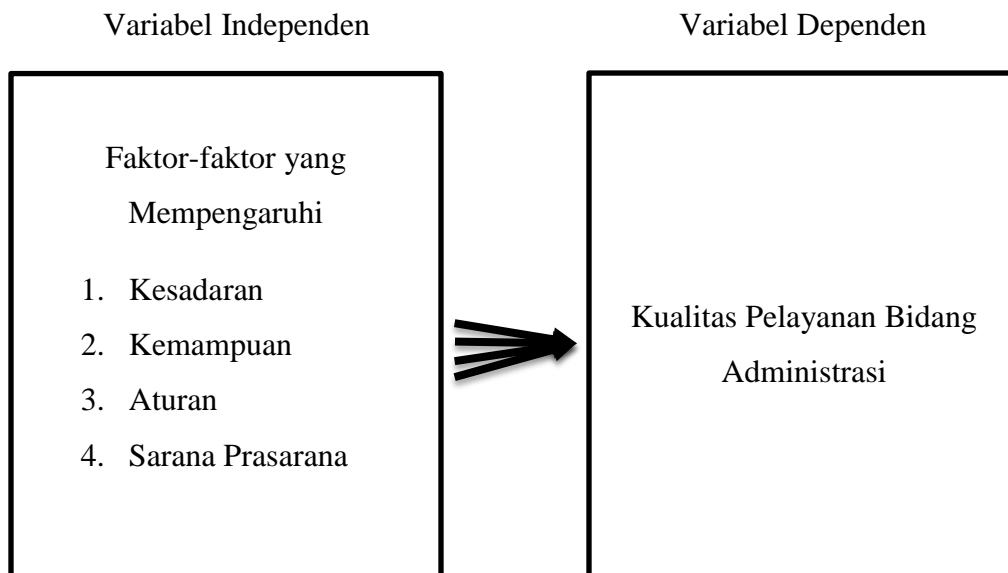 Variabel Independen
Variabel Dependen
Faktor-faktor yang
Mempengaruhi
1. Kesadaran
2. Kemampuan
3. Aturan
4. Sarana Prasarana
Kualitas Pelayanan Bidang
Administrasi